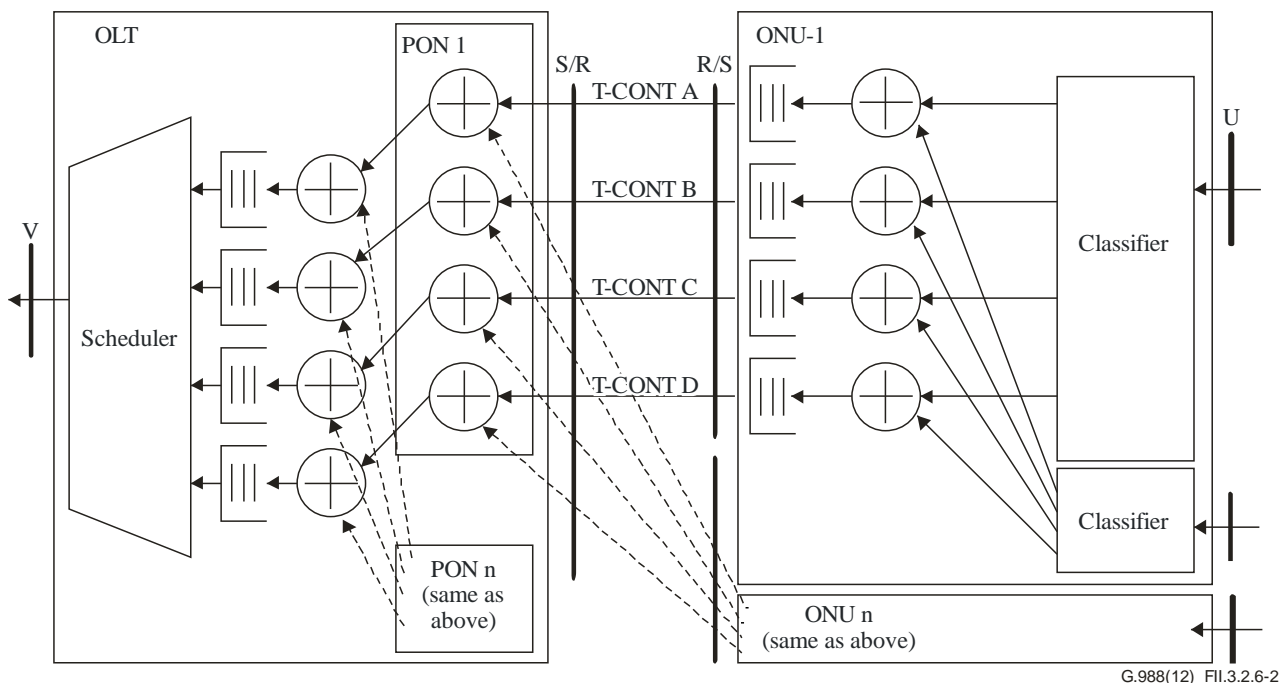 OLT
PON 1
S/R
R/S
ONU-1
T-CONT A
U
T-CONT B
V
Classifier
T-CONT C
Scheduler
T-CONT D
Classifier
PON n
(same as
above)
ONU n
(same as above)
G.988(12)_FII.3.2.6-2